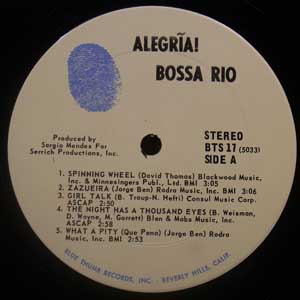 ALEGRĨA!
BOSSA RIO
Produced by
Sergio Mendes For
Serrich Productions, Inc.
STEREO
BTS 17 (5033)
SIDE A
1. SPINNING WHEEL (David Thomas) Blackwood Music,
Inc. & Minnesingers Publ., Ltd. BMI 3:05
2. ZAZUEIRA (Jorge Ben) Rodra Music, Inc. BMI 3:06
3. GIRL TALK (B. Troup-N. Hefti) Consul Music Corp.
ASCAP 2:58
4. THE NIGHT HAS A THOUSAND EYES (B. Weisman,
D. Wayne, M. Garrett) Blen & Mabs Music, Inc.
ASCAP 2:58
5. WHAT A PITY (Que Pena) (Jorge Ben) Rodra
Music, Inc. BMI 2:53
BLUE THUMB RECORDS, INC. - BEVERLY HILLS, CALIF.